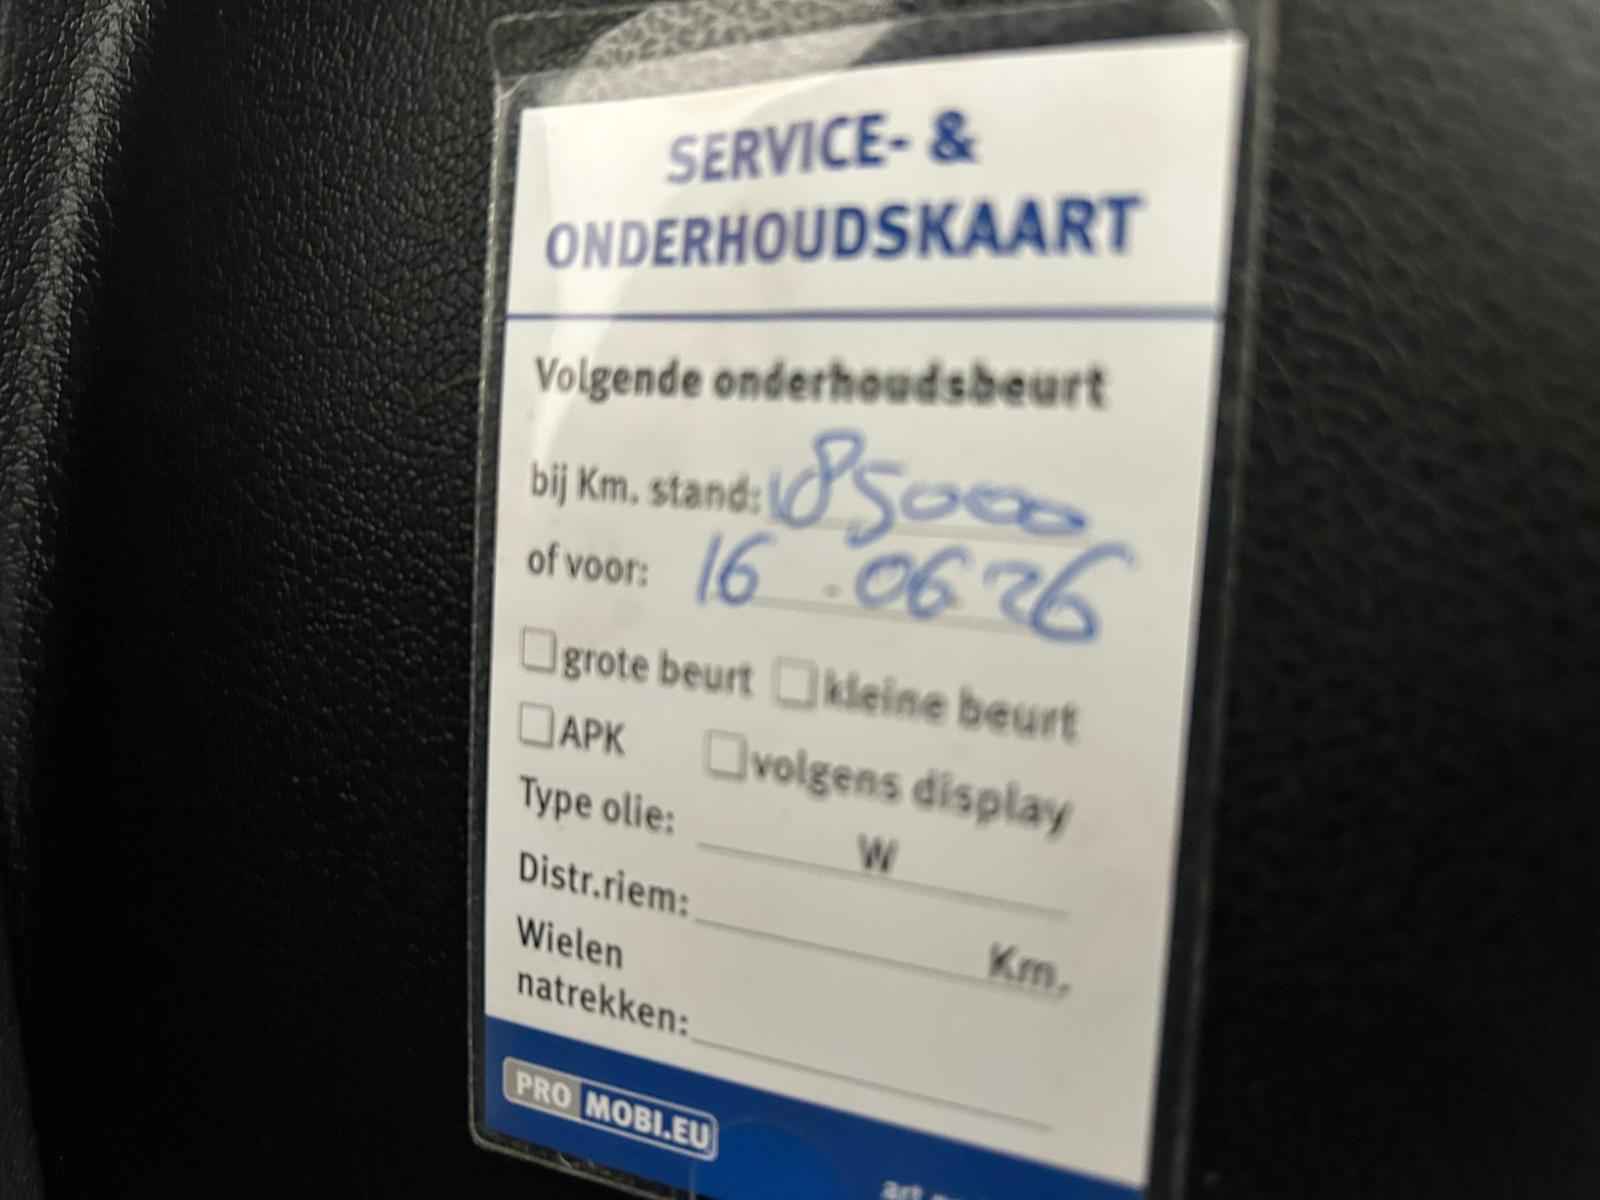 SERVICE- &
ONDERHOUDSKAART
Volgende onderhoudsbeurt
bij Km. stand: 185000
of voor: 16 . 06 26
grote beurt kleine beurt
APK volgens display
Type olie: W
Distr.riem: Km.
Wielen
natrekken:
PRO MOBI.EU